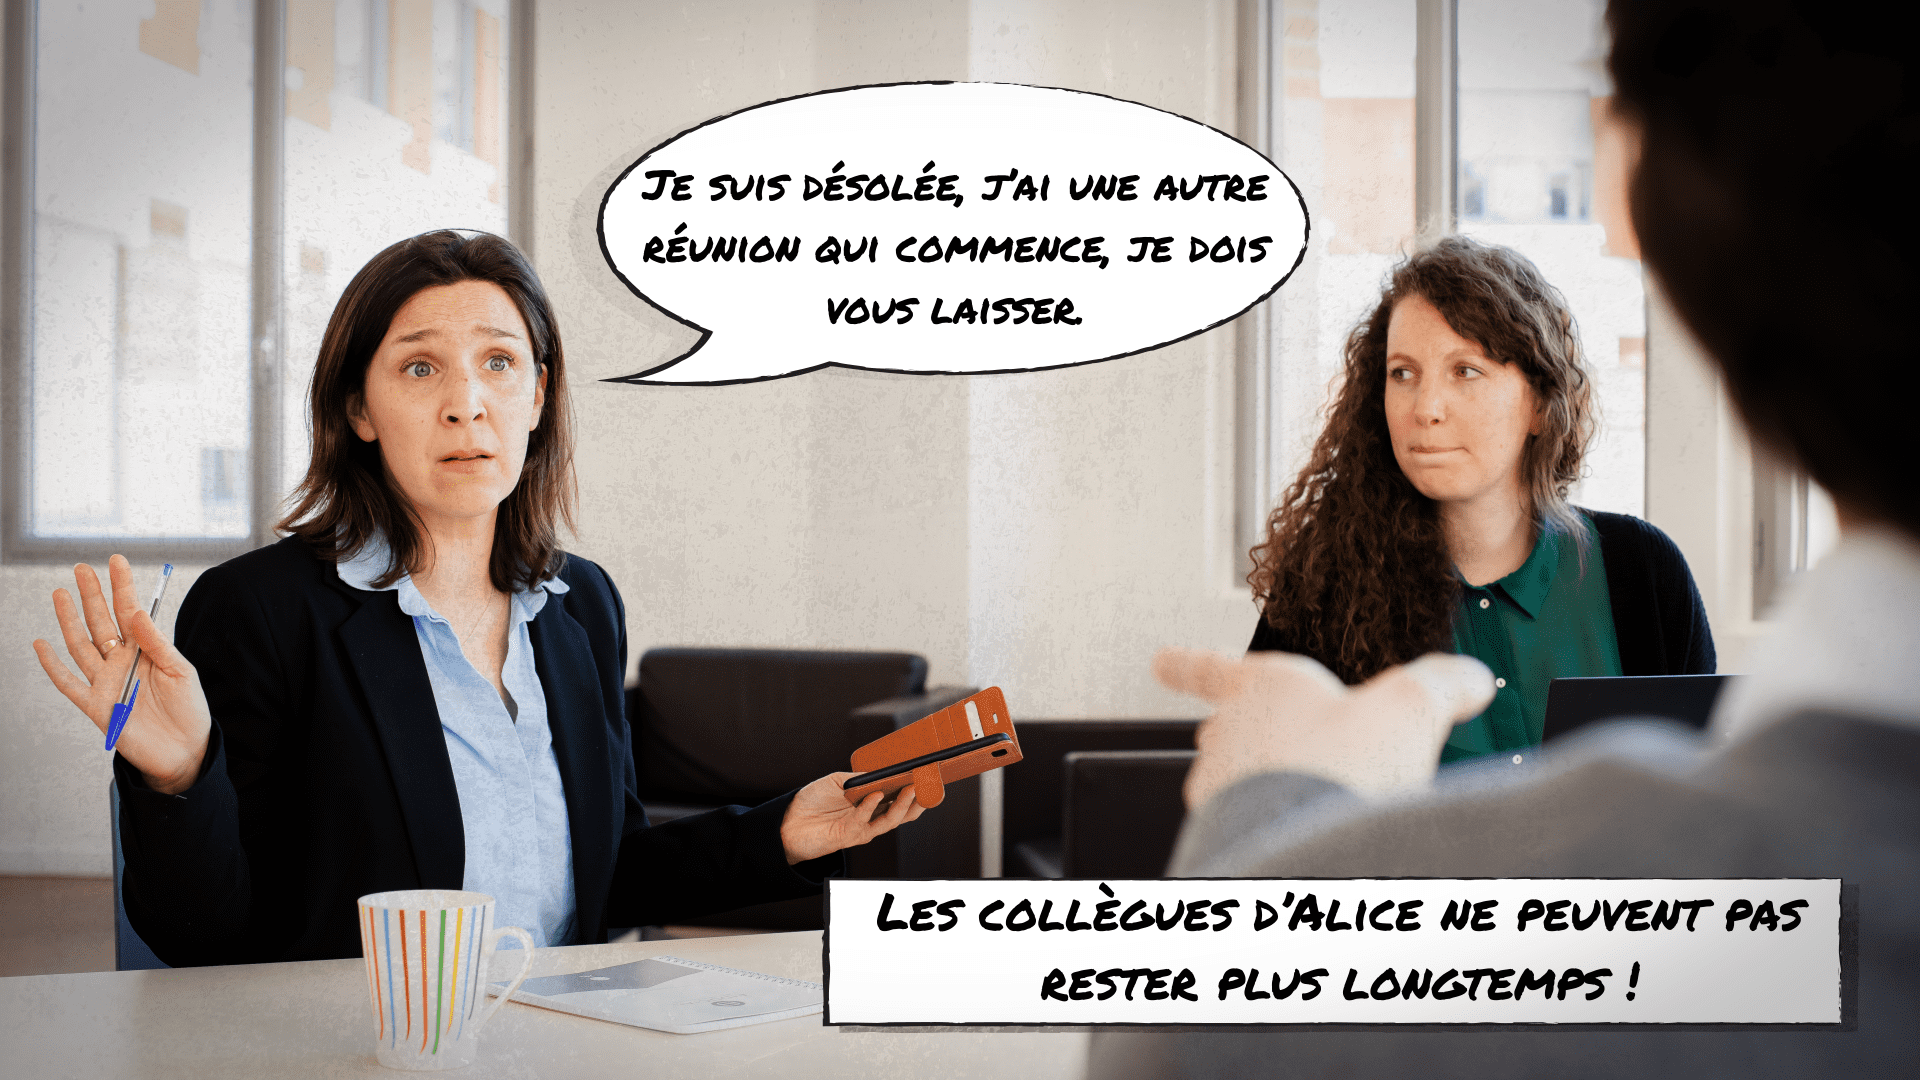 Je suis désolée, j'ai une autre
réunion qui commence, je dois
vous laisser.
Les collègues d'Alice ne peuvent pas
rester plus longtemps !